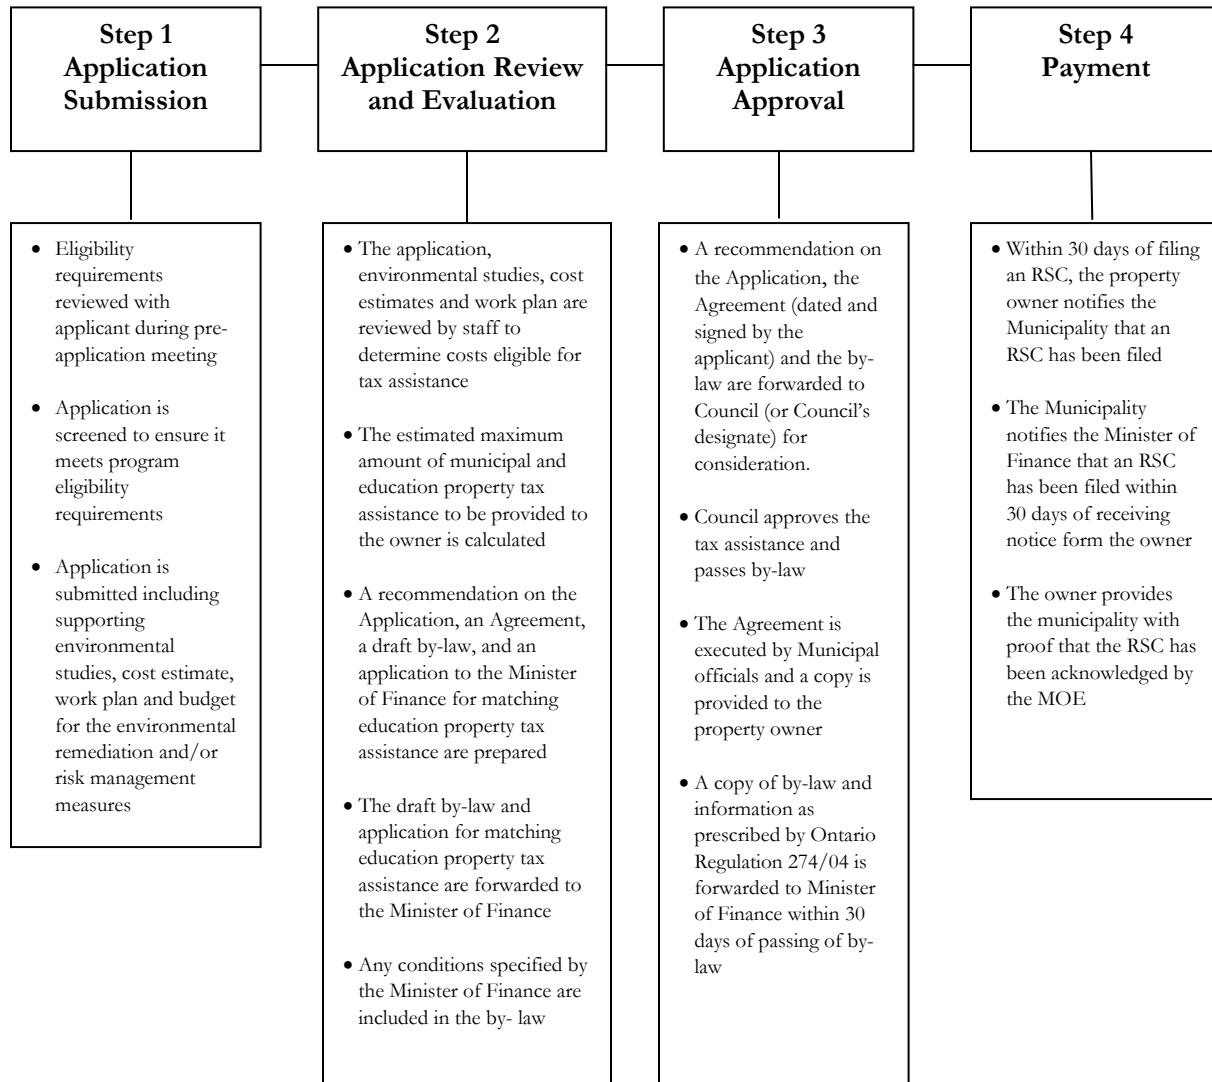 Step 1
Application
Submission
Step 2
Application Review
and Evaluation
Step 3
Application
Approval
Step 4
Payment
• Eligibility
requirements
reviewed with
applicant during pre-
application meeting
• Application is
screened to ensure it
meets program
eligibility
requirements
• Application is
submitted including
supporting
environmental
studies, cost estimate,
work plan and budget
for the environmental
remediation and/or
risk management
measures
• The application,
environmental studies, cost
estimates and work plan are
reviewed by staff to
determine costs eligible for
tax assistance
• The estimated maximum
amount of municipal and
education property tax
assistance to be provided to
the owner is calculated
• A recommendation on the
Application, an Agreement,
a draft by-law, and an
application to the Minister
of Finance for matching
education property tax
assistance are prepared
• The draft by-law and
application for matching
education property tax
assistance are forwarded to
the Minister of Finance
• Any conditions specified by
the Minister of Finance are
included in the by- law
• A recommendation on
the Application, the
Agreement (dated and
signed by the
applicant) and the by-
law are forwarded to
Council (or Council's
designate) for
consideration.
• Council approves the
tax assistance and
passes by-law
• The Agreement is
executed by Municipal
officials and a copy is
provided to the
property owner
• A copy of by-law and
information as
prescribed by Ontario
Regulation 274/04 is
forwarded to Minister
of Finance within 30
days of passing of by-
law
• Within 30 days of filing
an RSC, the property
owner notifies the
Municipality that an
RSC has been filed
• The Municipality
notifies the Minister of
Finance that an RSC
has been filed within
30 days of receiving
notice form the owner
• The owner provides
the municipality with
proof that the RSC has
been acknowledged by
the MOE